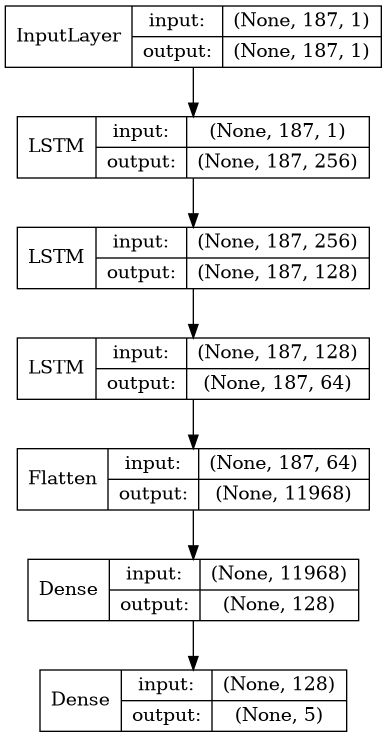 InputLayer input: (None, 187, 1)
output: (None, 187, 1)
LSTM input: (None, 187, 1)
output: (None, 187, 256)
LSTM input: (None, 187, 256)
output: (None, 187, 128)
LSTM input: (None, 187, 128)
output: (None, 187, 64)
Flatten input: (None, 187, 64)
output: (None, 11968)
Dense input: (None, 11968)
output: (None, 128)
Dense input: (None, 128)
output: (None, 5)